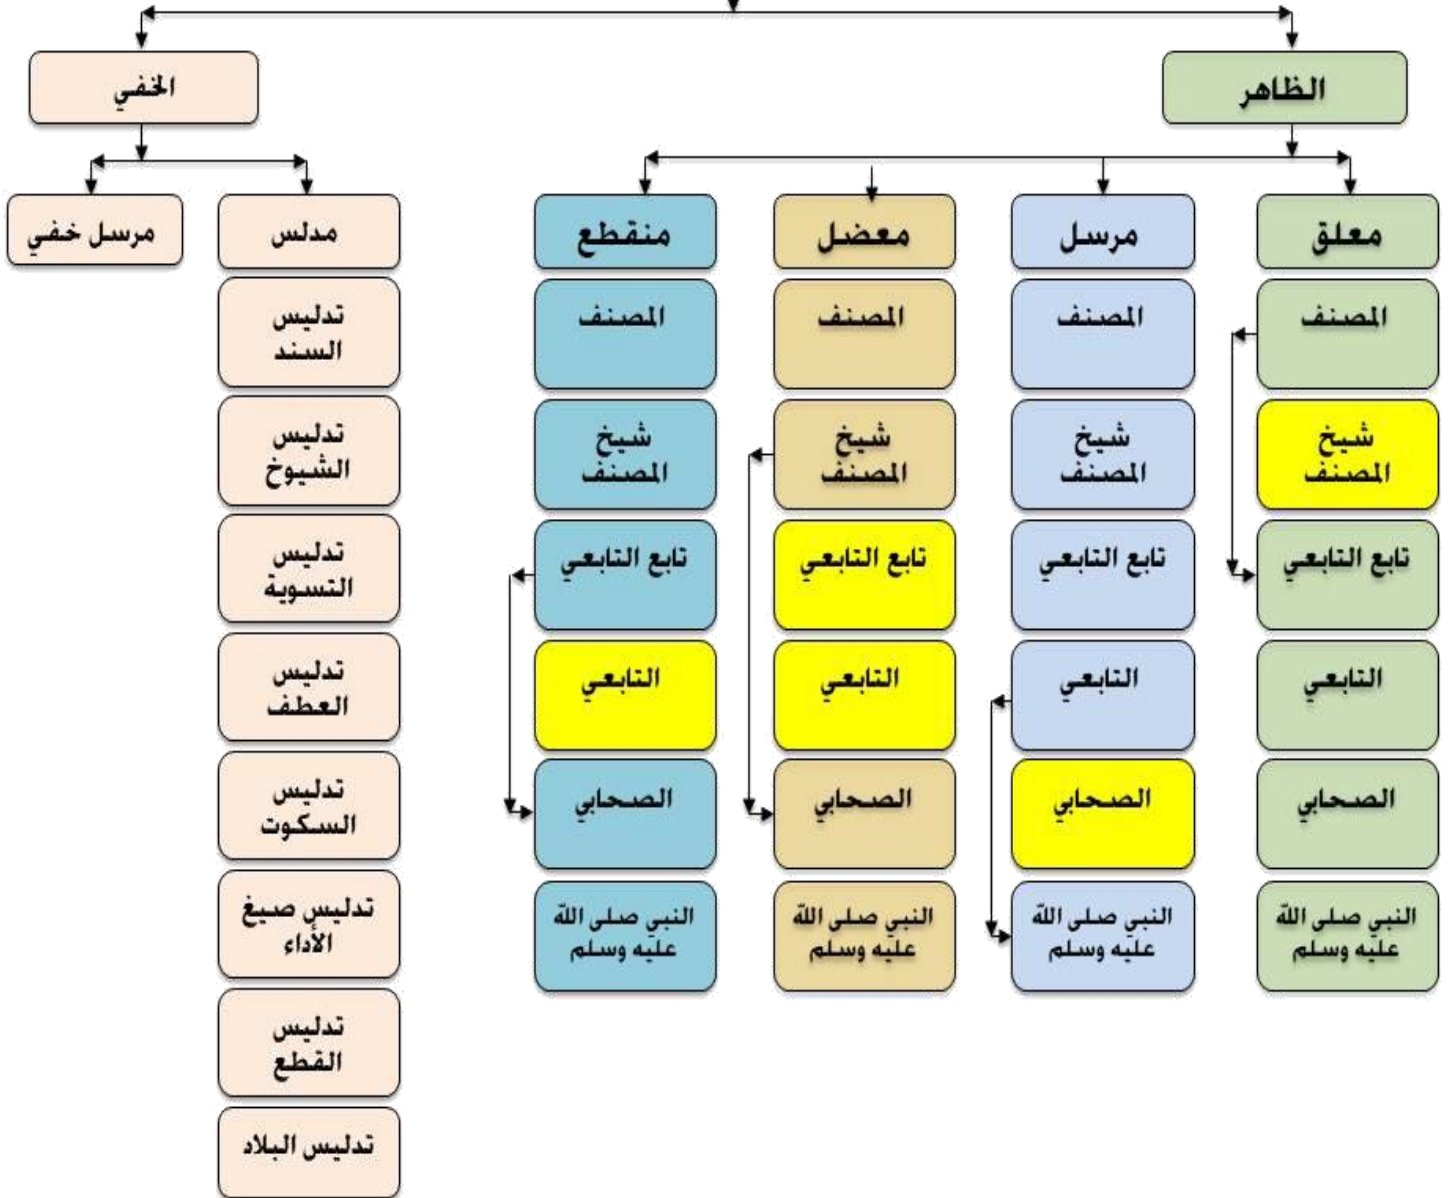 الظاهر
الخفي
معلق
مرسل
معضل
منقطع
مدلس
مرسل خفي
المصنف
شيخ
المصنف
تابع التابعي
التابعي
الصحابي
النبي صلى الله
عليه وسلم
المصنف
شيخ
المصنف
تابع التابعي
التابعي
الصحابي
النبي صلى الله
عليه وسلم
المصنف
شيخ
المصنف
تابع التابعي
التابعي
الصحابي
النبي صلى الله
عليه وسلم
المصنف
شيخ
المصنف
تابع التابعي
التابعي
الصحابي
النبي صلى الله
عليه وسلم
تدليس
السند
تدليس
الشيوخ
تدليس
التسوية
تدليس
العطف
تدليس
السكوت
تدليس صيغ
الأداء
تدليس
القطع
تدليس البلاد